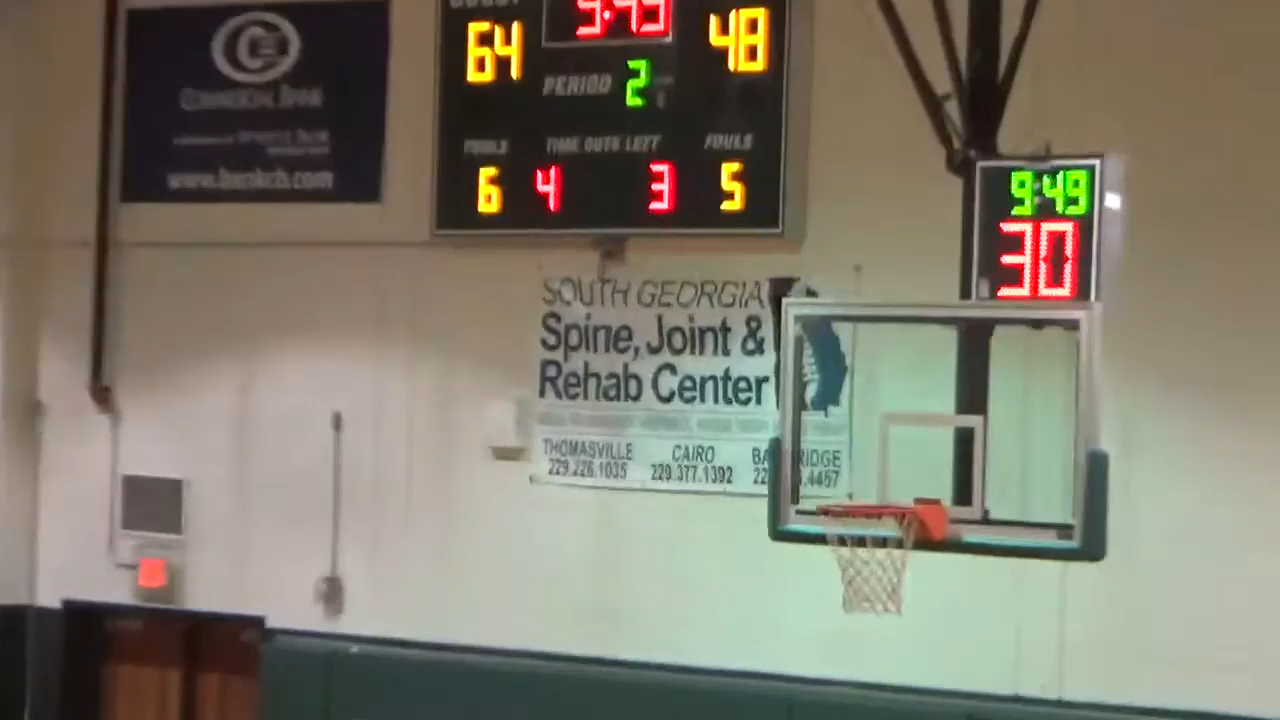 COMMERCIAL BANK
www.bankcb.com
GUEST
9:49
64
48
PERIOD 2
FOULS
TIME OUTS LEFT
FOULS
6
4
3
5
9:49
30
SOUTH GEORGIA
Spine, Joint &
Rehab Center
THOMASVILLE
229.226.1035
CAIRO
229.377.1392